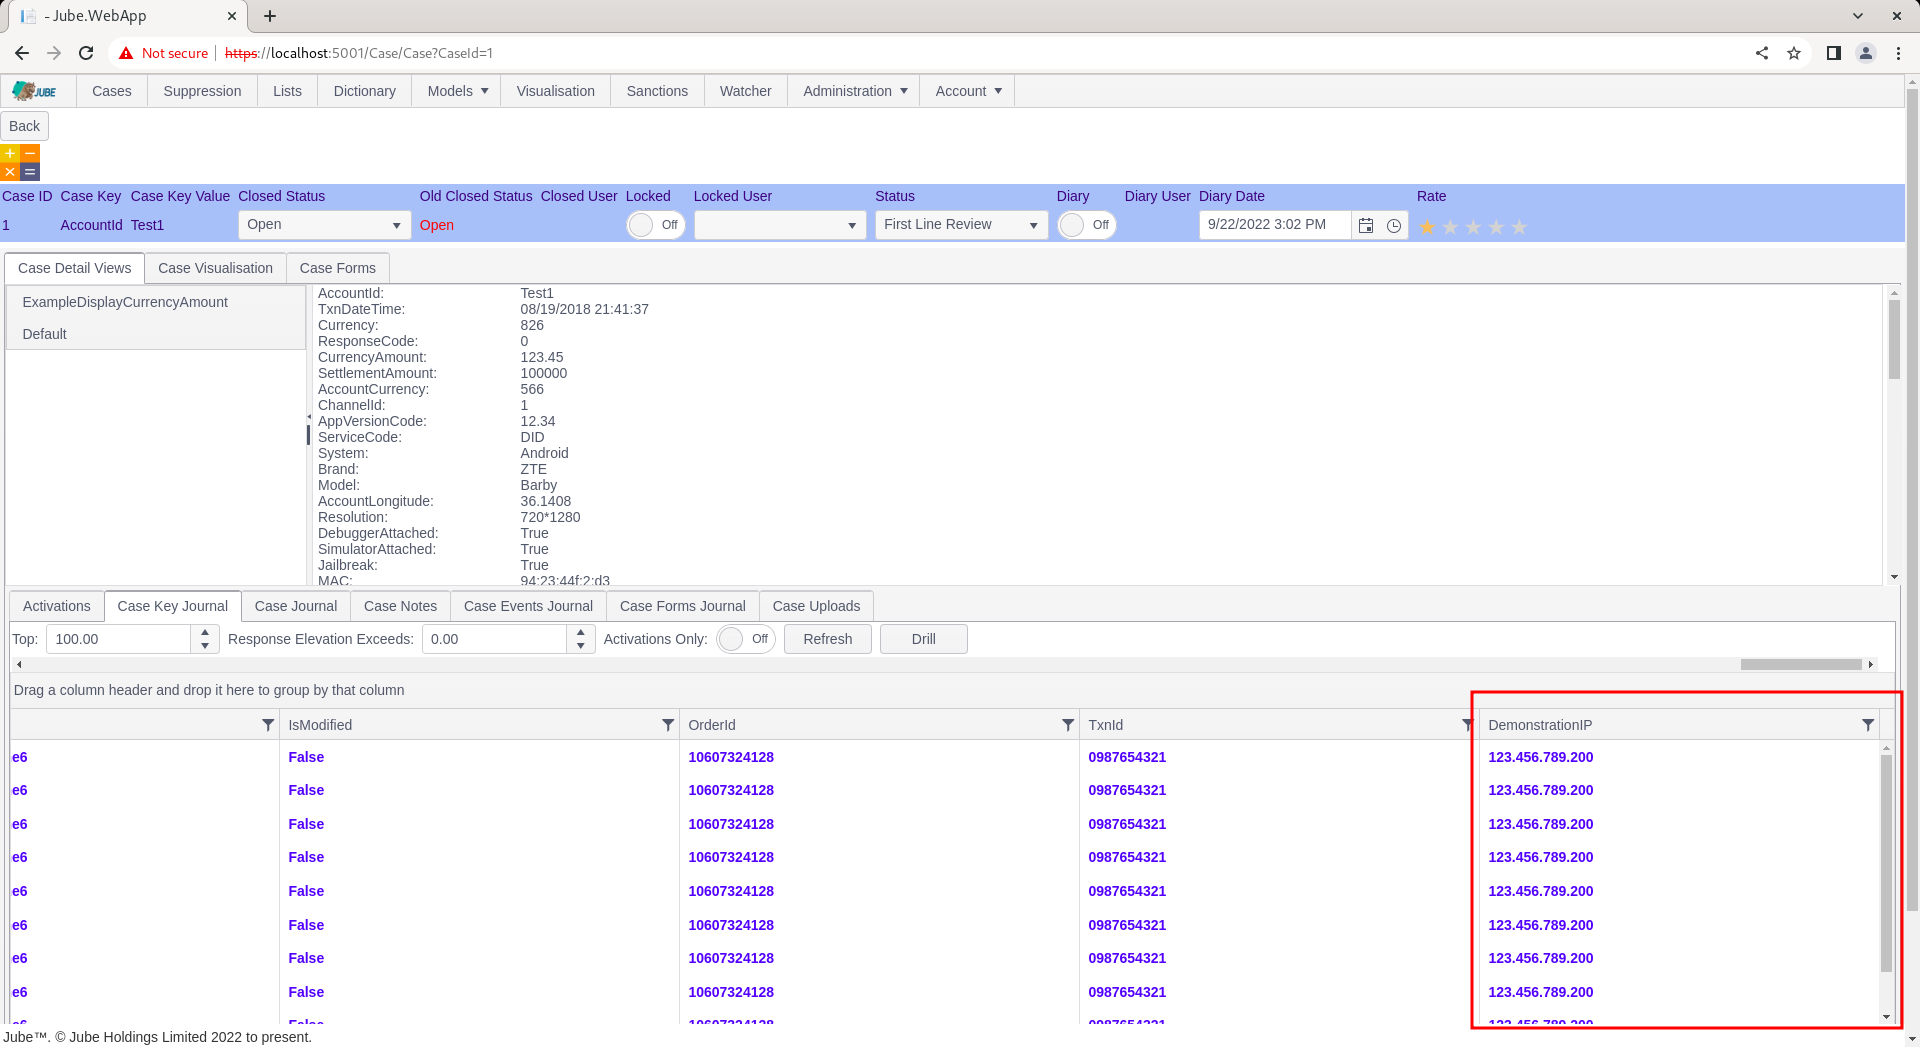 - Jube.WebApp
Not secure https://localhost:5001/Case/Case?CaseId=1
JUBE Cases Suppression Lists Dictionary Models Visualisation Sanctions Watcher Administration Account
Back
Case ID Case Key Case Key Value Closed Status Old Closed Status Closed User Locked Locked User Status Diary Diary User Diary Date Rate
1 AccountId Test1 Open Open Off First Line Review Off 9/22/2022 3:02 PM
Case Detail Views Case Visualisation Case Forms
ExampleDisplayCurrencyAmount
Default
AccountId: Test1
TxnDateTime: 08/19/2018 21:41:37
Currency: 826
ResponseCode: 0
CurrencyAmount: 123.45
SettlementAmount: 100000
AccountCurrency: 566
ChannelId: 1
AppVersionCode: 12.34
ServiceCode: DID
System: Android
Brand: ZTE
Model: Barby
AccountLongitude: 36.1408
Resolution: 720*1280
DebuggerAttached: True
SimulatorAttached: True
Jailbreak: True
MAC: 94:23:44f:2:d3
Activations Case Key Journal Case Journal Case Notes Case Events Journal Case Forms Journal Case Uploads
Top: 100.00 Response Elevation Exceeds: 0.00 Activations Only: Off Refresh Drill
Drag a column header and drop it here to group by that column
IsModified OrderId TxnId DemonstrationIP
e6 False 10607324128 0987654321 123.456.789.200
e6 False 10607324128 0987654321 123.456.789.200
e6 False 10607324128 0987654321 123.456.789.200
e6 False 10607324128 0987654321 123.456.789.200
e6 False 10607324128 0987654321 123.456.789.200
e6 False 10607324128 0987654321 123.456.789.200
e6 False 10607324128 0987654321 123.456.789.200
e6 False 10607324128 0987654321 123.456.789.200
e6 False 10607324128 0987654321 123.456.789.200
Jube™. © Jube Holdings Limited 2022 to present.